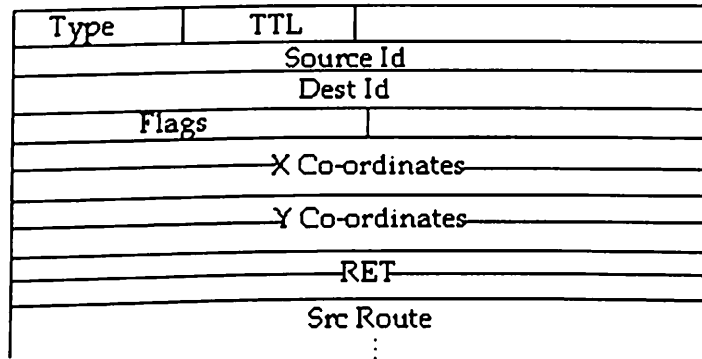 Type TTL
Source Id
Dest Id
Flags
X Co-ordinates
Y Co-ordinates
RET
Src Route